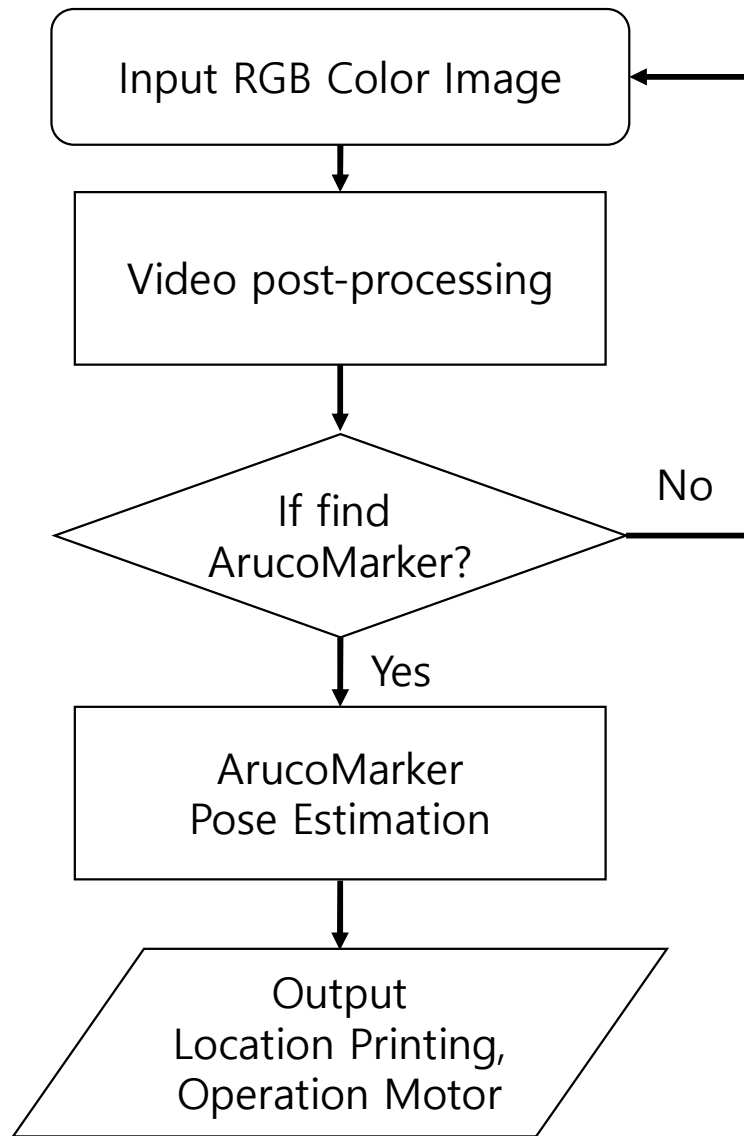 Input RGB Color Image
Video post-processing
If find
ArucoMarker?
No
Yes
ArucoMarker
Pose Estimation
Output
Location Printing,
Operation Motor